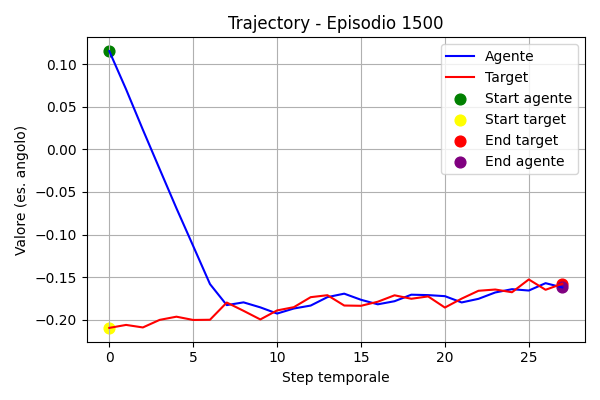 Trajectory - Episodio 1500
Valore (es. angolo)
0.10
0.05
0.00
−0.05
−0.10
−0.15
−0.20
Agente
Target
Start agente
Start target
End target
End agente
0
5
10
15
20
25
Step temporale